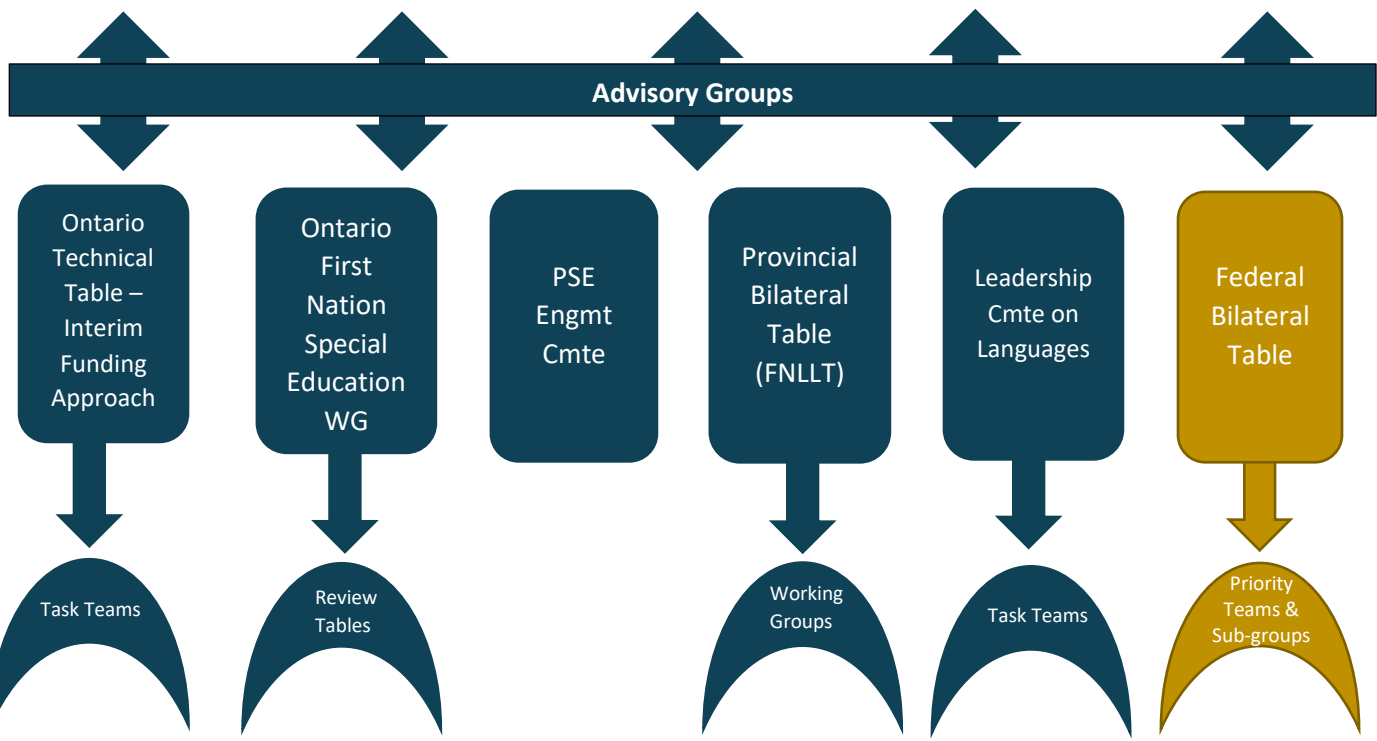 Advisory Groups
Ontario
Technical
Table –
Interim
Funding
Approach
Ontario
First
Nation
Special
Education
WG
PSE
Engmt
Cmte
Provincial
Bilateral
Table
(FNLLT)
Leadership
Cmte on
Languages
Federal
Bilateral
Table
Task Teams
Review
Tables
Working
Groups
Task Teams
Priority
Teams &
Sub-groups